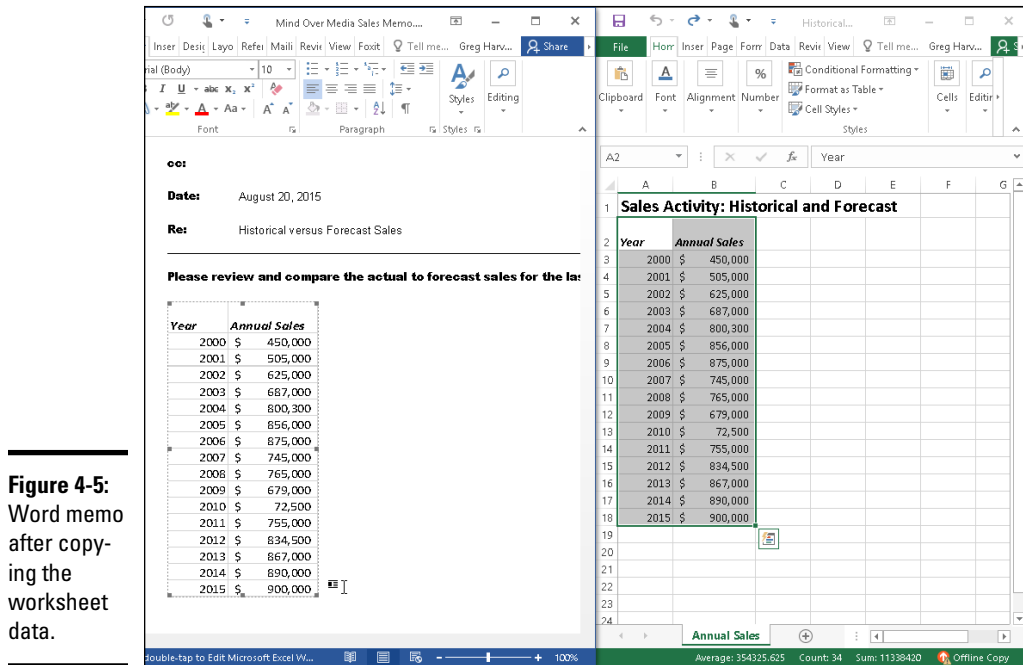 Mind Over Media Sales Memo....
Inser Desig Layo Refer Maili Revie View Foxit Tell me... Greg Harv... Share
rial (Body) 10
I U abc X₂ X² Aa A A
Styles Editing
Font Paragraph Styles
cc:
Date: August 20, 2015
Re: Historical versus Forecast Sales
Please review and compare the actual to forecast sales for the las
Year Annual Sales
2000 $ 450,000
2001 $ 505,000
2002 $ 625,000
2003 $ 687,000
2004 $ 800,300
2005 $ 856,000
2006 $ 875,000
2007 $ 745,000
2008 $ 765,000
2009 $ 679,000
2010 $ 72,500
2011 $ 755,000
2012 $ 834,500
2013 $ 867,000
2014 $ 890,000
2015 $ 900,000
double-tap to Edit Microsoft Excel W... 100%
Historical...
File Hom Inser Page Form Data Revie View Tell me... Greg Harv... S
Clipboard Font Alignment Number
Conditional Formatting
Format as Table
Cell Styles
Styles
Cells Editin
A2 fx Year
A B C D E F G
1 Sales Activity: Historical and Forecast
2 Year Annual Sales
3 2000 $ 450,000
4 2001 $ 505,000
5 2002 $ 625,000
6 2003 $ 687,000
7 2004 $ 800,300
8 2005 $ 856,000
9 2006 $ 875,000
10 2007 $ 745,000
11 2008 $ 765,000
12 2009 $ 679,000
13 2010 $ 72,500
14 2011 $ 755,000
15 2012 $ 834,500
16 2013 $ 867,000
17 2014 $ 890,000
18 2015 $ 900,000
19
20
21
22
23
24
Annual Sales
Average: 354325.625 Count: 34 Sum: 11338420 Offline Copy
Figure 4-5:
Word memo
after copy-
ing the
worksheet
data.